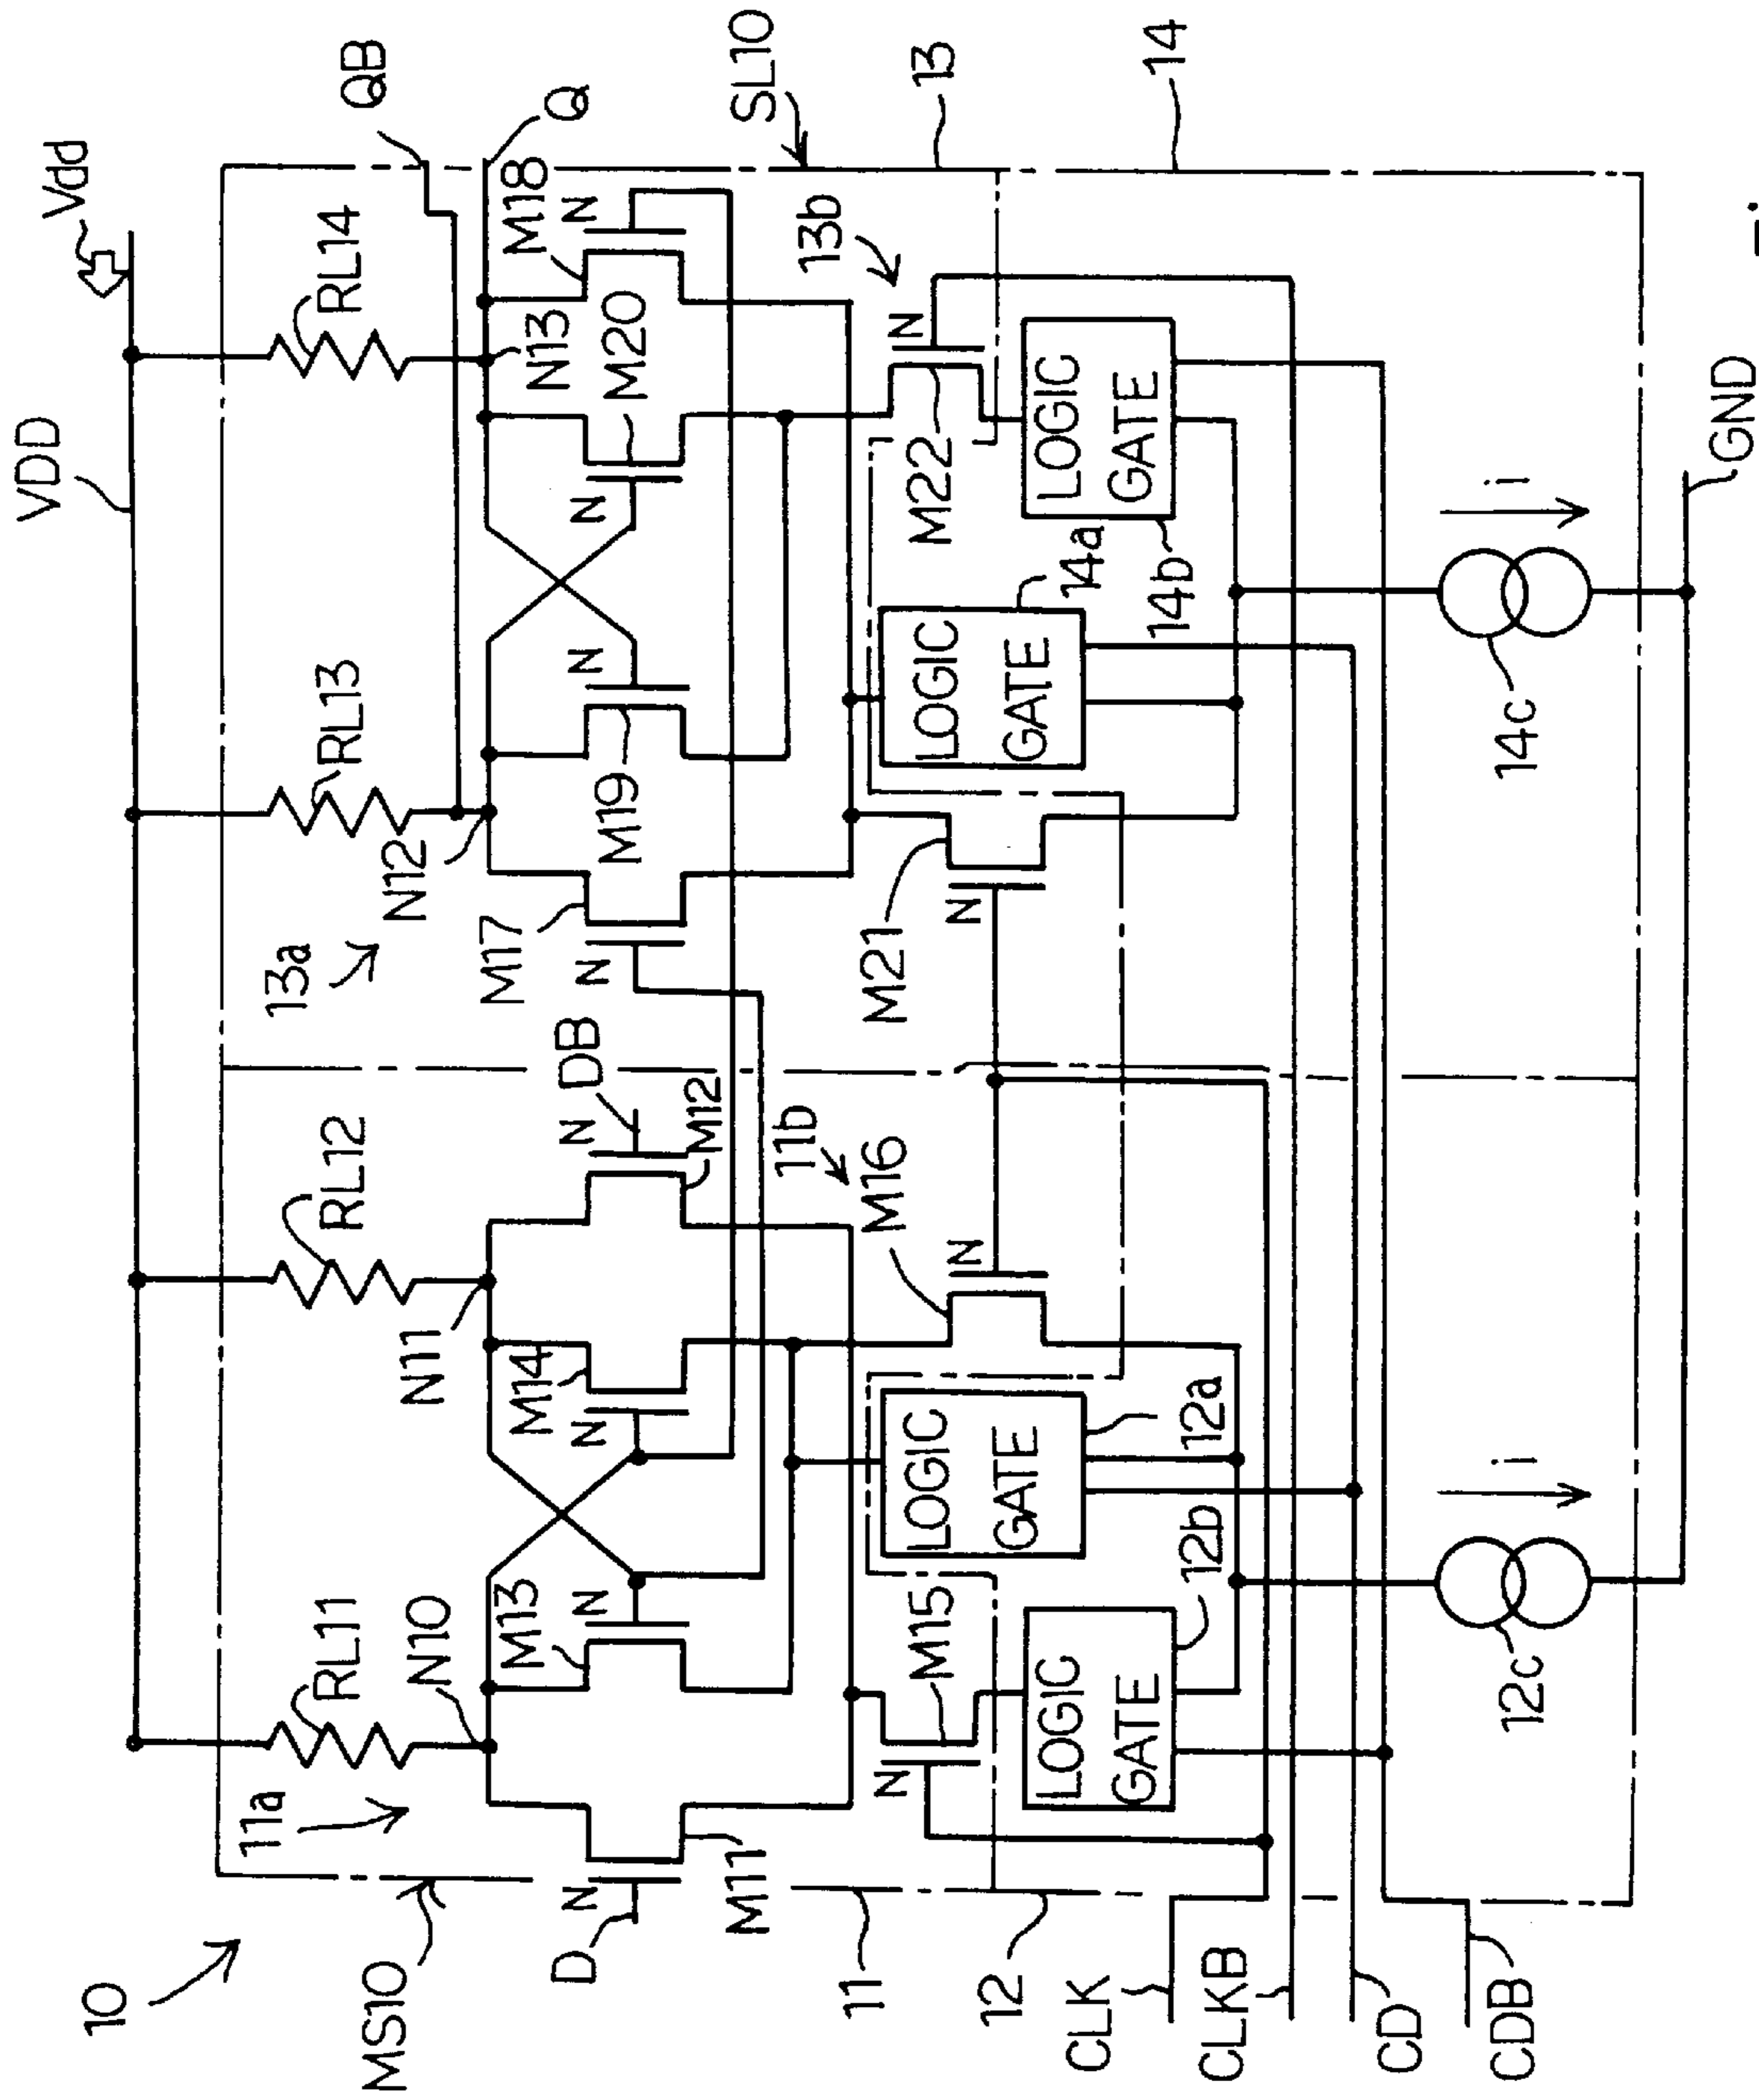 10
MS10
11a
RL11
N10
VDD
Vdd
RL12
N11
13a
RL13
N12
RL14
N13
QB
Q
SL10
13
14
D
N
M11
M13
N
M14
N
N
DB
M12
11b
M17
N
M19
N
M20
N
M18
N
13b
11
12
M15
N
LOGIC
GATE
12b
LOGIC
GATE
12a
M16
N
M21
N
LOGIC
GATE
14a
M22
N
LOGIC
GATE
14b
CLK
CLKB
CD
CDB
12c
i
14c
i
GND